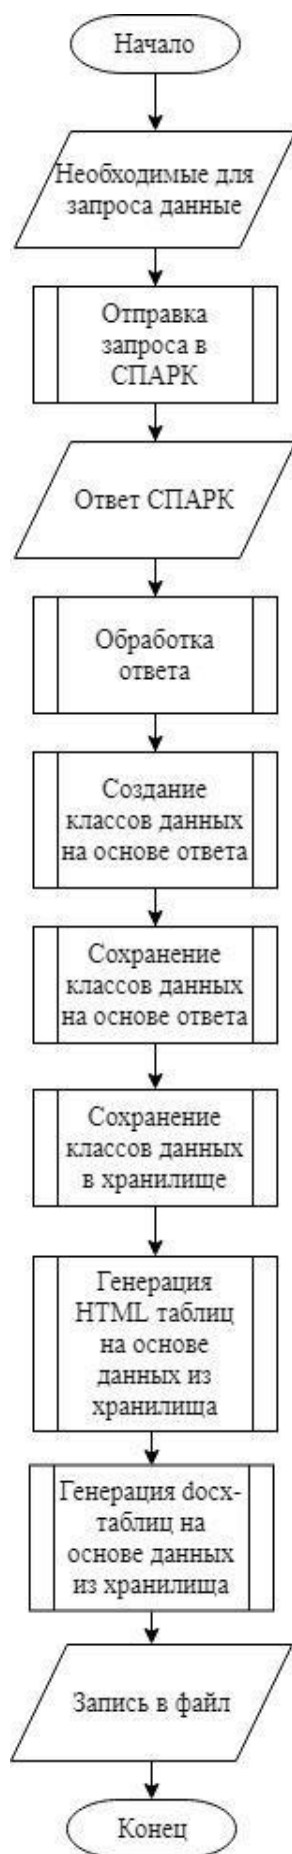 Начало
Необходимые для
запроса данные
Отправка
запроса в
СПАРК
Ответ СПАРК
Обработка
ответа
Создание
классов данных
на основе ответа
Сохранение
классов данных
на основе ответа
Сохранение
классов данных
в хранилище
Генерация
HTML таблиц
на основе
данных из
хранилища
Генерация docx-
таблиц на
основе данных
из хранилища
Запись в файл
Конец